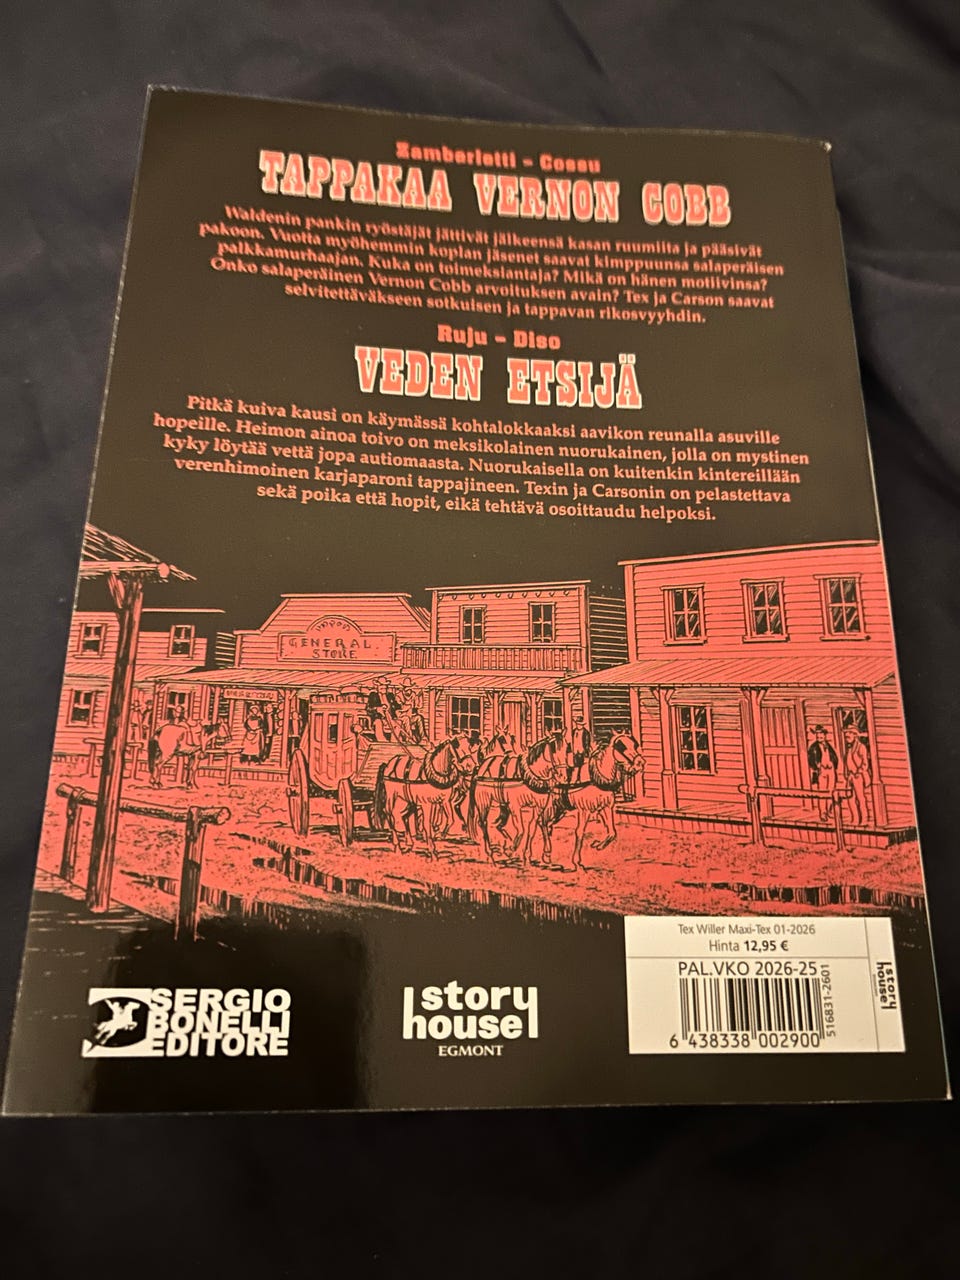 Zamberletti - Cossu
TAPPAKAA VERNON COBB
Waldenin pankin ryöstäjät jättivät jälkeensä kasan ruumiita ja pääsivät
pakoon. Vuotta myöhemmin koplan jäsenet saavat kimppuunsa salaperäisen
palkkamurhaajan. Kuka on toimeksiantaja? Mikä on hänen motiivinsa?
Onko salaperäinen Vernon Cobb arvoituksen avain? Tex ja Carson saavat
selvitettäväkseen sotkuisen ja tappavan rikosvyyhdin.
Ruju - Diso
VEDEN ETSIJÄ
Pitkä kuiva kausi on käymässä kohtalokkaaksi aavikon reunalla asuville
hopeille. Heimon ainoa toivo on meksikolainen nuorukainen, jolla on mystinen
kyky löytää vettä jopa autiomaasta. Nuorukaisella on kuitenkin kintereillään
verenhimoinen karjaparoni tappajineen. Texin ja Carsonin on pelastettava
sekä poika että hopit, eikä tehtävä osoittaudu helpoksi.
GENERAL
STORE
SERGIO
BONELLI
EDITORE
story
house
EGMONT
Tex Willer Maxi-Tex 01-2026
Hinta 12,95 €
PAL.VKO 2026-25
516831-2601
6 438338 002900
story
house